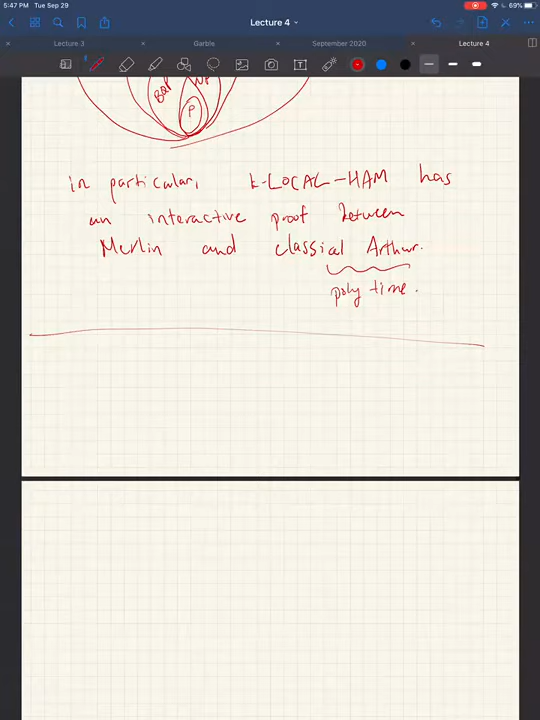 5:47 PM Tue Sep 29
69%
Lecture 4
Lecture 3
Garble
September 2020
Lecture 4
BQP
NP
P
in particular, k-LOCAL-HAM has
an interactive proof between
Merlin and classical Arthur.
poly time.